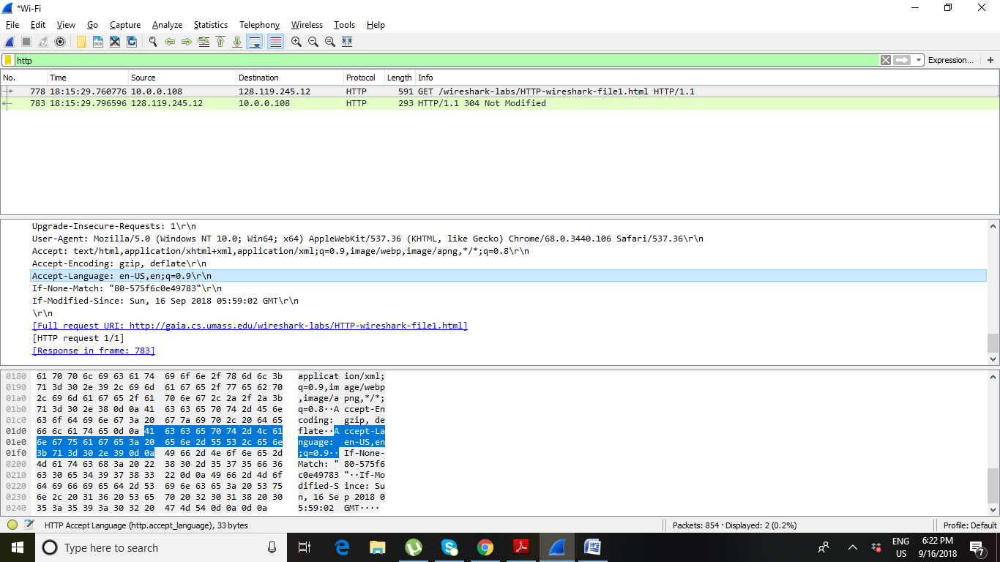 *Wi-Fi
File Edit View Go Capture Analyze Statistics Telephony Wireless Tools Help
http Expression... +
No. Time Source Destination Protocol Length Info
778 18:15:29.760776 10.0.0.108 128.119.245.12 HTTP 591 GET /wireshark-labs/HTTP-wireshark-file1.html HTTP/1.1
783 18:15:29.796596 128.119.245.12 10.0.0.108 HTTP 293 HTTP/1.1 304 Not Modified
Upgrade-Insecure-Requests: 1\r\n
User-Agent: Mozilla/5.0 (Windows NT 10.0; Win64; x64) AppleWebKit/537.36 (KHTML, like Gecko) Chrome/68.0.3440.106 Safari/537.36\r\n
Accept: text/html,application/xhtml+xml,application/xml;q=0.9,image/webp,image/apng,*/*;q=0.8\r\n
Accept-Encoding: gzip, deflate\r\n
Accept-Language: en-US,en;q=0.9\r\n
If-None-Match: "80-575f6c0e49783"\r\n
If-Modified-Since: Sun, 16 Sep 2018 05:59:02 GMT\r\n
\r\n
[Full request URI: http://gaia.cs.umass.edu/wireshark-labs/HTTP-wireshark-file1.html]
[HTTP request 1/1]
[Response in frame: 783]
0180 61 70 70 6c 69 63 61 74 69 6f 6e 2f 78 6d 6c 3b applicat ion/xml;
0190 71 3d 30 2e 39 2c 69 6d 61 67 65 2f 77 65 62 70 q=0.9,im age/webp
01a0 2c 69 6d 61 67 65 2f 61 70 6e 67 2c 2a 2f 2a 3b ,image/a png,*/*;
01b0 71 3d 30 2e 38 0d 0a 41 63 63 65 70 74 2d 45 6e q=0.8··A ccept-En
01c0 63 6f 64 69 6e 67 3a 20 67 7a 69 70 2c 20 64 65 coding: gzip, de
01d0 66 6c 61 74 65 0d 0a 41 63 63 65 70 74 2d 4c 61 flate··A ccept-La
01e0 6e 67 75 61 67 65 3a 20 65 6e 2d 55 53 2c 65 6e nguage: en-US,en
01f0 3b 71 3d 30 2e 39 0d 0a 49 66 2d 4e 6f 6e 65 2d ;q=0.9·· If-None-
0200 4d 61 74 63 68 3a 20 22 38 30 2d 35 37 35 66 36 Match: " 80-575f6
0210 63 30 65 34 39 37 38 33 22 0d 0a 49 66 2d 4d 6f c0e49783 "··If-Mo
0220 64 69 66 69 65 64 2d 53 69 6e 63 65 3a 20 53 75 dified-S ince: Su
0230 6e 2c 20 31 36 20 53 65 70 20 32 30 31 38 20 30 n, 16 Se p 2018 0
0240 35 3a 35 39 3a 30 32 20 47 4d 54 0d 0a 0d 0a 5:59:02 GMT····
HTTP Accept Language (http.accept_language), 33 bytes Packets: 854 · Displayed: 2 (0.2%) Profile: Default
Type here to search ENG 6:22 PM
US 9/16/2018 7